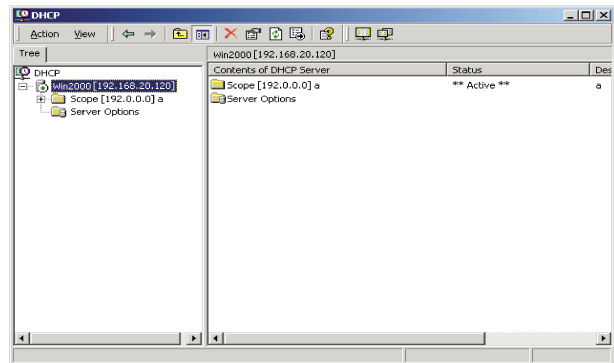 DHCP
Action View
Tree
Win2000 [192.168.20.120]
DHCP
Win2000 [192.168.20.120]
Scope [192.0.0.0] a
Server Options
Contents of DHCP Server Status Des
Scope [192.0.0.0] a ** Active ** a
Server Options